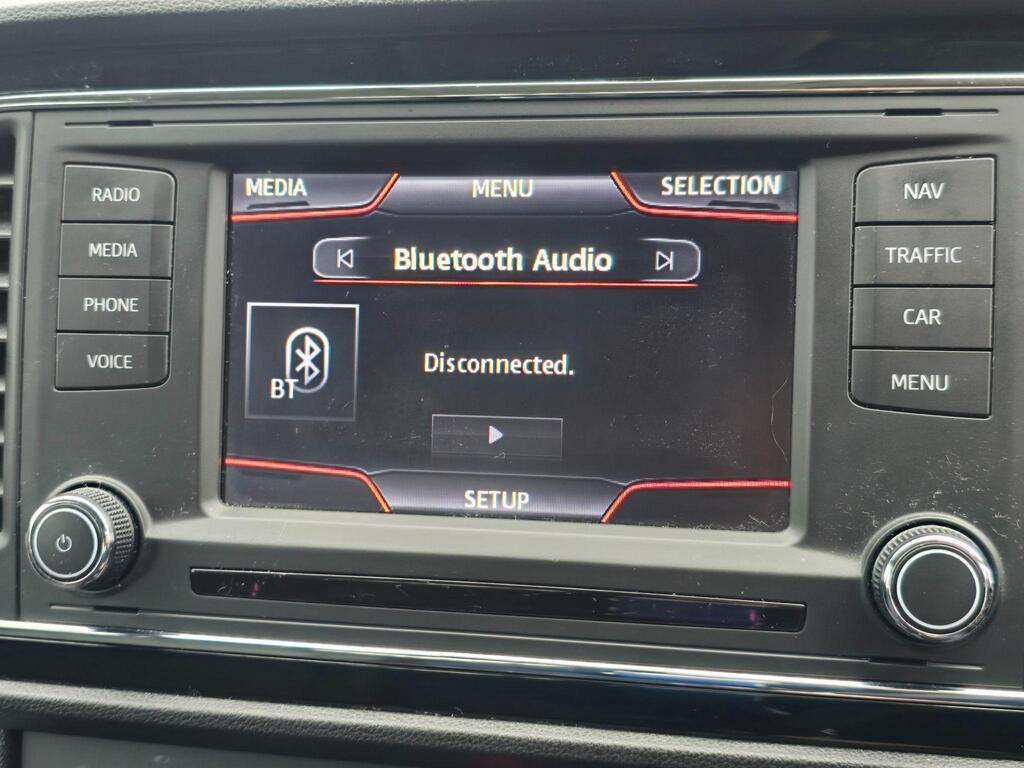 RADIO
MEDIA
PHONE
VOICE
MEDIA
MENU
SELECTION
Bluetooth Audio
BT
Disconnected.
SETUP
NAV
TRAFFIC
CAR
MENU